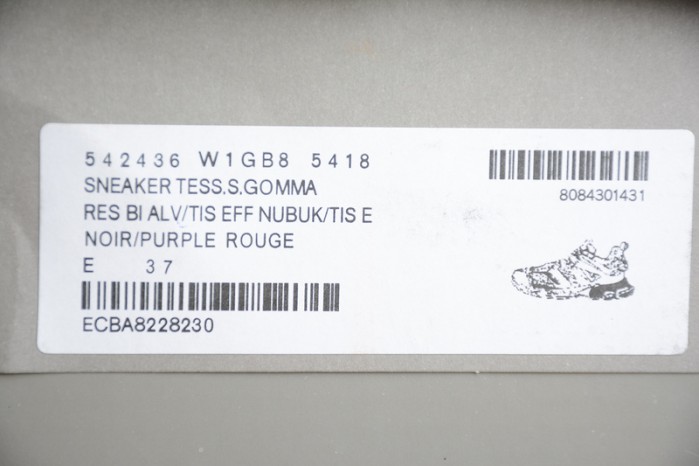 542436 W1GB8 5418
SNEAKER TESS.S.GOMMA
RES BI ALV/TIS EFF NUBUK/TIS E
NOIR/PURPLE ROUGE
E 37
ECBA8228230
8084301431